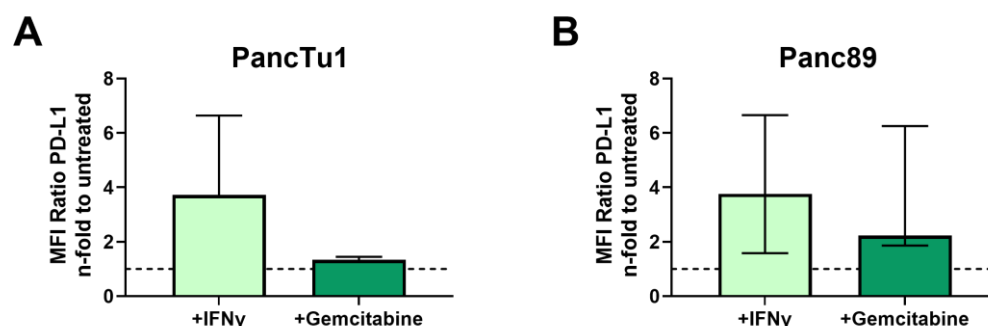 A
PancTu1
MFI Ratio PD-L1
n-fold to untreated
8
6
4
2
0
+IFNγ
+Gemcitabine
B
Panc89
MFI Ratio PD-L1
n-fold to untreated
8
6
4
2
0
+IFNγ
+Gemcitabine